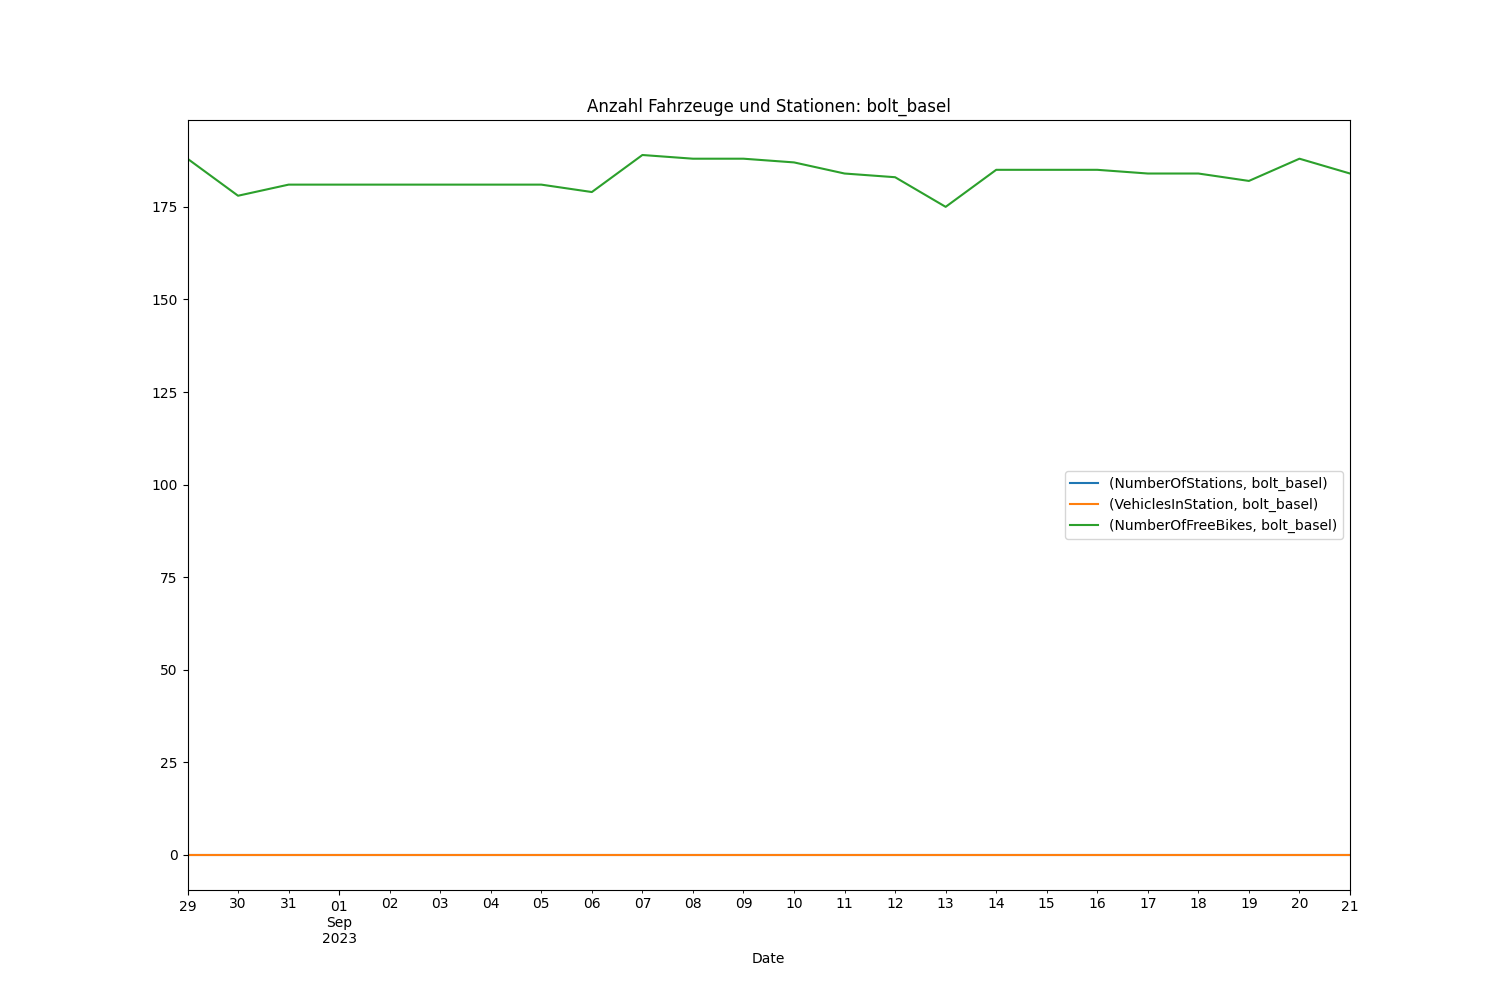 Anzahl Fahrzeuge und Stationen: bolt_basel
175
150
125
100
75
50
25
0
(NumberOfStations, bolt_basel)
(VehiclesInStation, bolt_basel)
(NumberOfFreeBikes, bolt_basel)
29 30 31 01 02 03 04 05 06 07 08 09 10 11 12 13 14 15 16 17 18 19 20 21
Sep
2023
Date